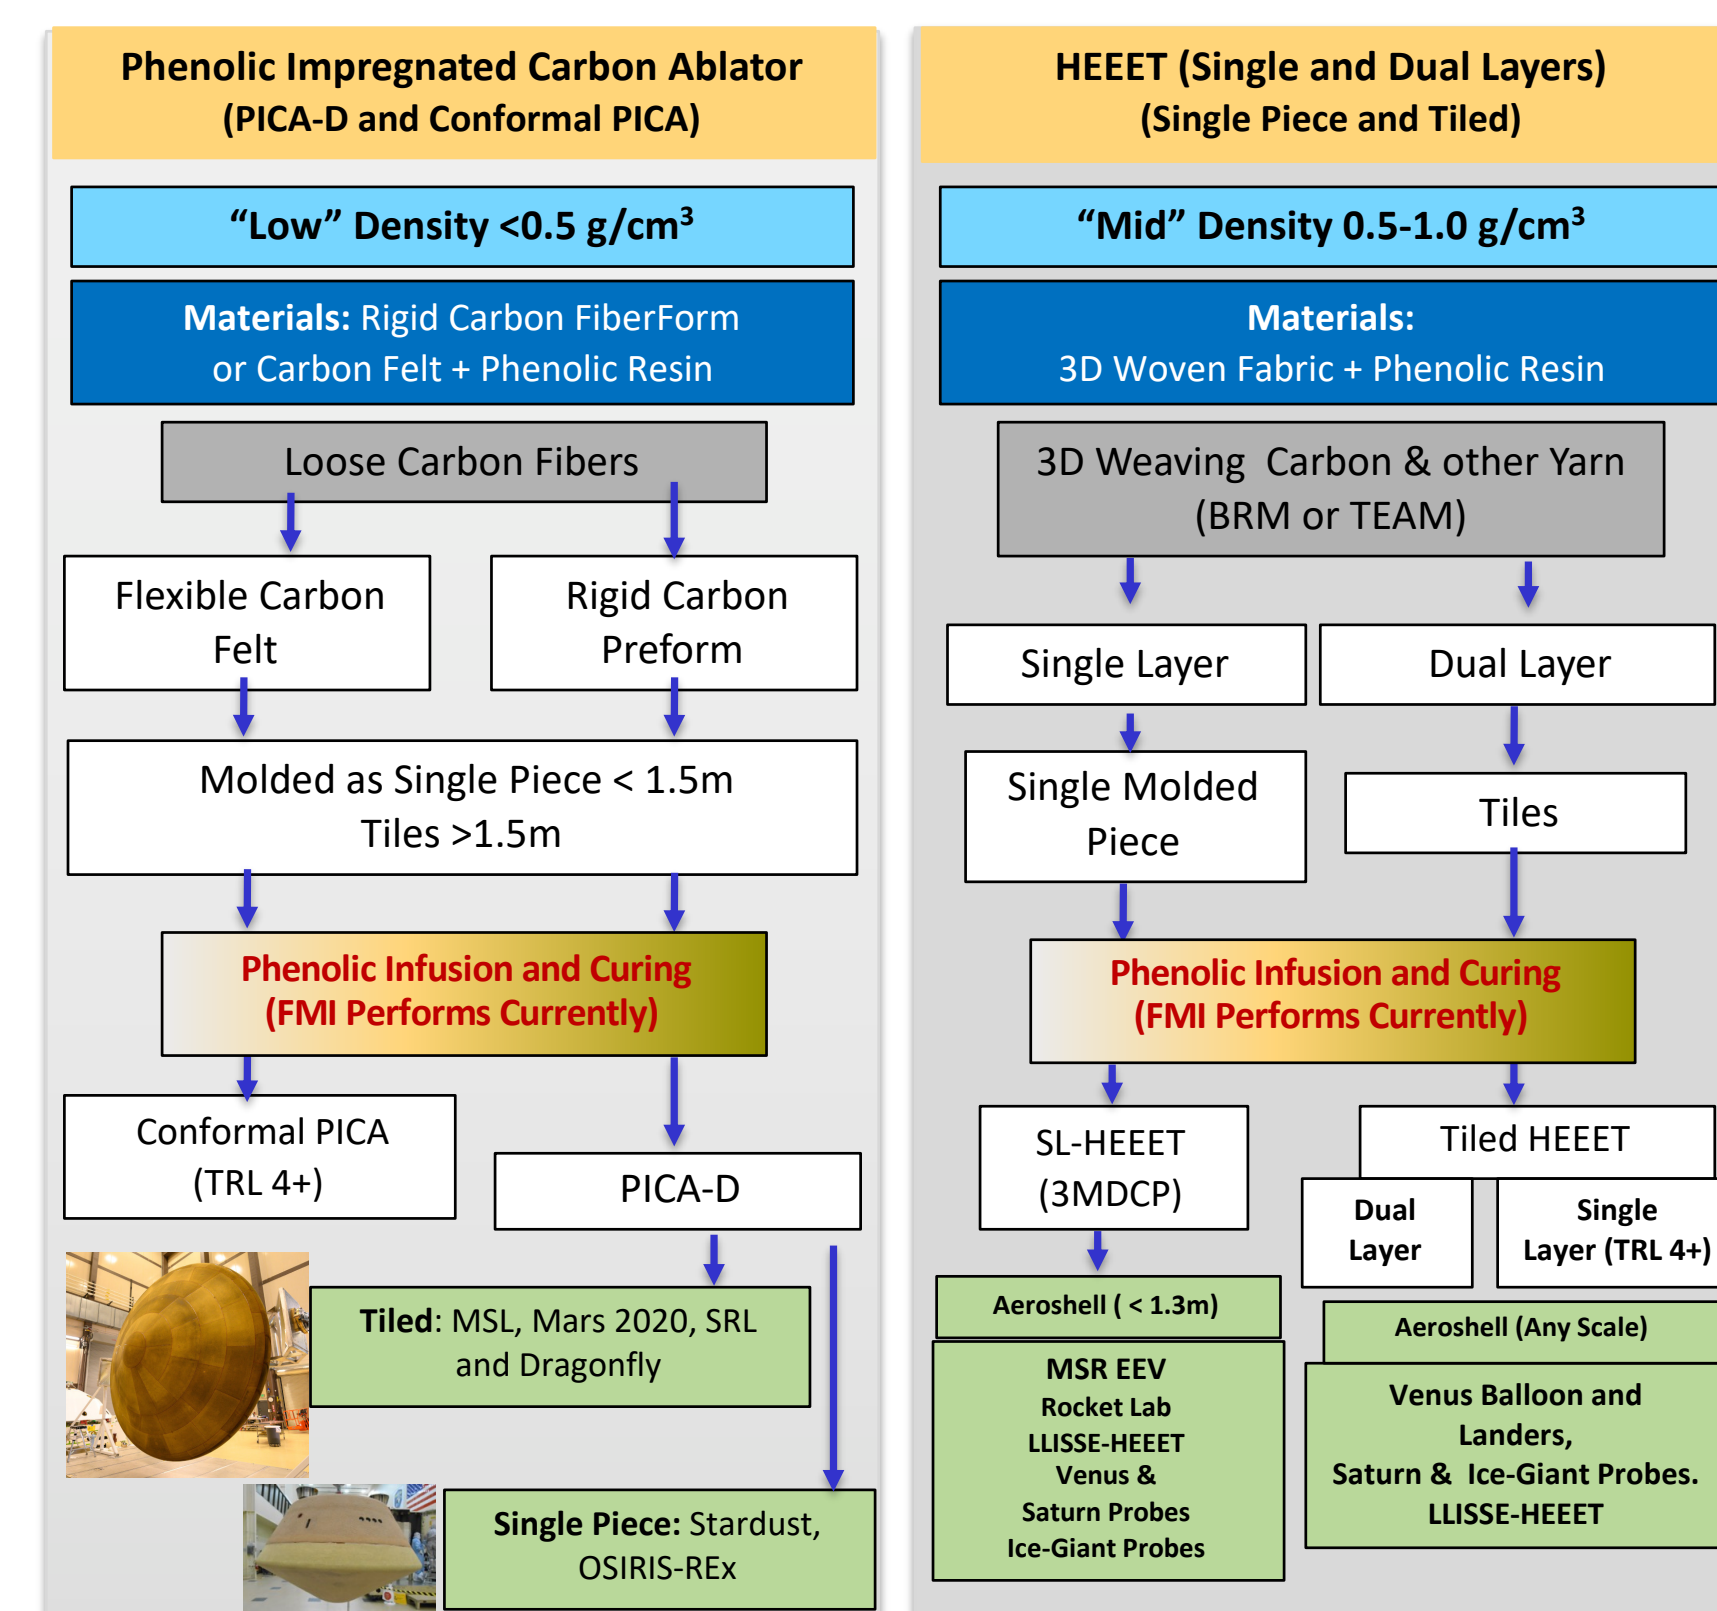 Phenolic Impregnated Carbon Ablator
(PICA-D and Conformal PICA)
“Low” Density <0.5 g/cm³
Materials: Rigid Carbon FiberForm
or Carbon Felt + Phenolic Resin
Loose Carbon Fibers
Flexible Carbon
Felt
Rigid Carbon
Preform
Molded as Single Piece < 1.5m
Tiles >1.5m
Phenolic Infusion and Curing
(FMI Performs Currently)
Conformal PICA
(TRL 4+)
PICA-D
Tiled: MSL, Mars 2020, SRL
and Dragonfly
Single Piece: Stardust,
OSIRIS-REx
HEEET (Single and Dual Layers)
(Single Piece and Tiled)
“Mid” Density 0.5-1.0 g/cm³
Materials:
3D Woven Fabric + Phenolic Resin
3D Weaving Carbon & other Yarn
(BRM or TEAM)
Single Layer
Dual Layer
Single Molded
Piece
Tiles
Phenolic Infusion and Curing
(FMI Performs Currently)
SL-HEEET
(3MDCP)
Tiled HEEET
Dual
Layer
Single
Layer (TRL 4+)
Aeroshell ( < 1.3m)
MSR EEV
Rocket Lab
LLISSE-HEEET
Venus &
Saturn Probes
Ice-Giant Probes
Aeroshell (Any Scale)
Venus Balloon and
Landers,
Saturn & Ice-Giant Probes.
LLISSE-HEEET